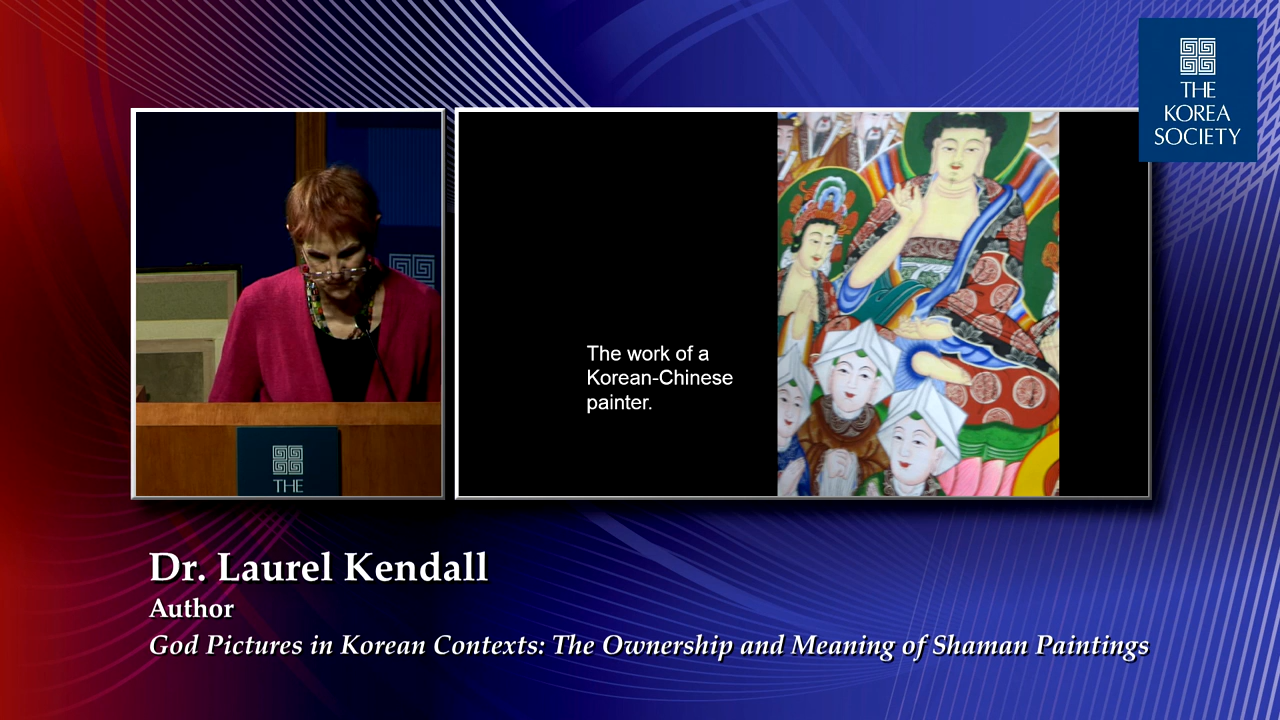 THE
KOREA
SOCIETY
The work of a
Korean-Chinese
painter.
THE
Dr. Laurel Kendall
Author
God Pictures in Korean Contexts: The Ownership and Meaning of Shaman Paintings